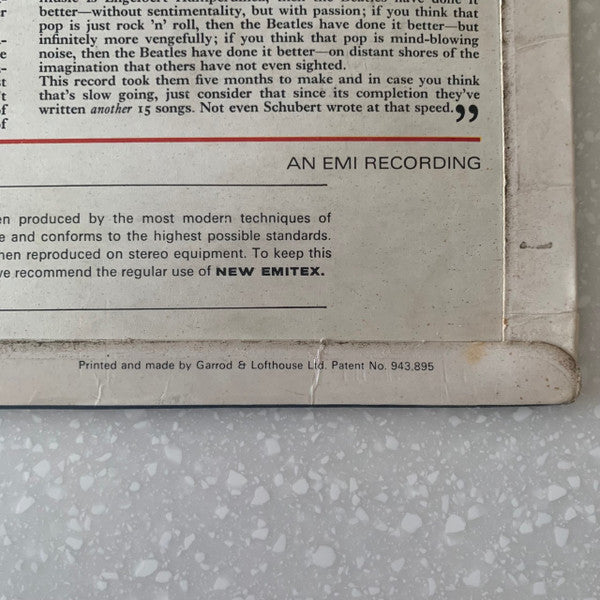 better—without sentimentality, but with passion; if you think that
pop is just rock 'n' roll, then the Beatles have done it better—but
infinitely more vengefully; if you think that pop is mind-blowing
noise, then the Beatles have done it better—on distant shores of the
imagination that others have not even sighted.
This record took them five months to make and in case you think
that's slow going, just consider that since its completion they've
written another 15 songs. Not even Schubert wrote at that speed.”
AN EMI RECORDING
produced by the most modern techniques of
and conforms to the highest possible standards.
reproduced on stereo equipment. To keep this
recommend the regular use of NEW EMITEX.
Printed and made by Garrod & Lofthouse Ltd. Patent No. 943.895